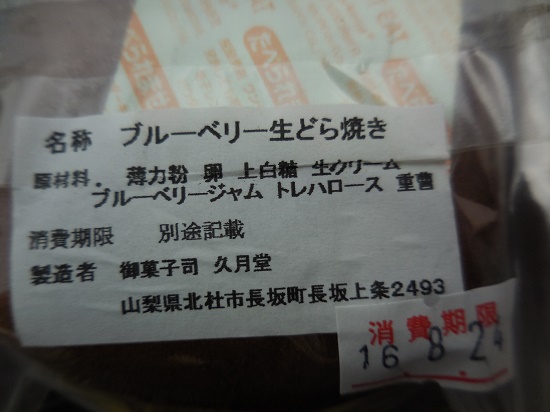 名称 ブルーベリー生どら焼き
原材料. 薄力粉 卵 上白糖 生クリーム
ブルーベリージャム トレハロース 重曹
消費期限 別途記載
製造者 御菓子司 久月堂
山梨県北杜市長坂町長坂上条2493
消費期限
16.8.24